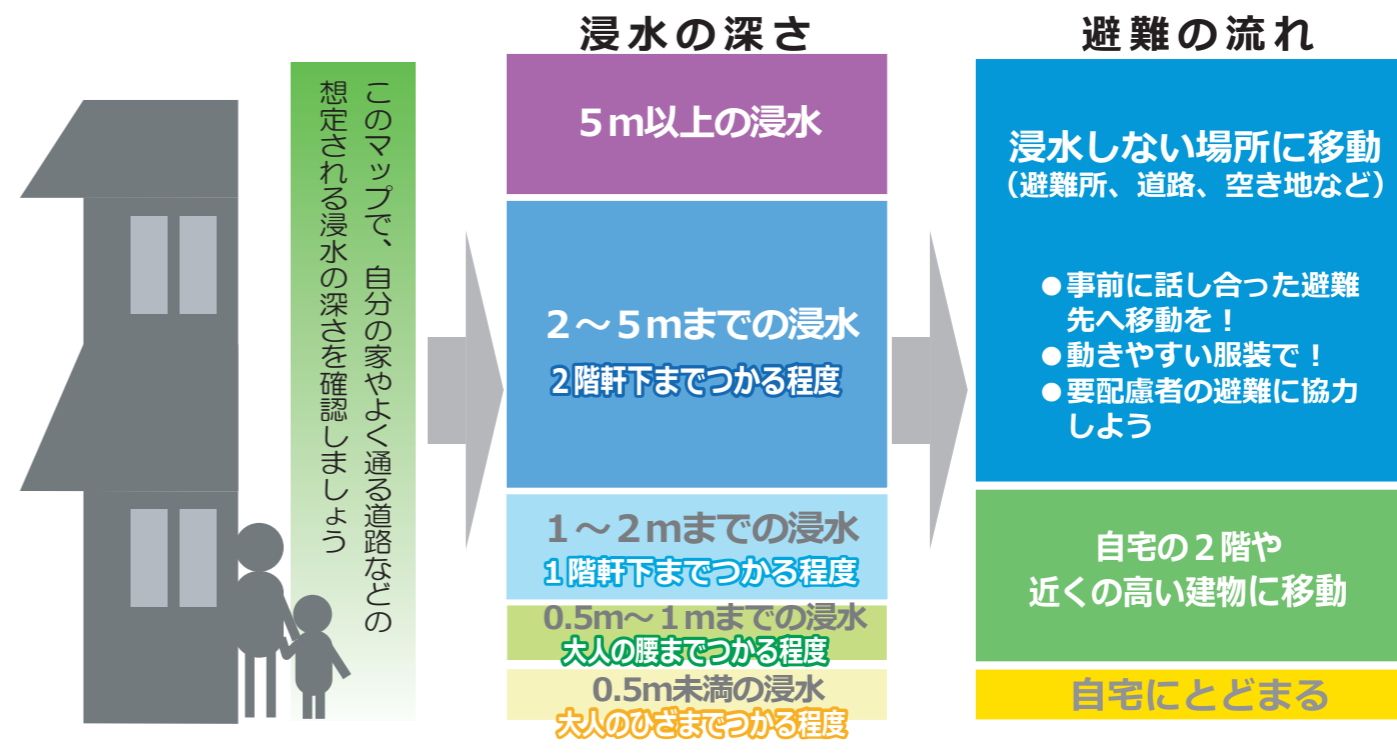 浸水の深さ
避難の流れ
このマップで、自分の家やよく通る道路などの
想定される浸水の深さを確認しましょう
5m以上の浸水
2~5mまでの浸水
2階軒下までつかる程度
1~2mまでの浸水
1階軒下までつかる程度
0.5m~1mまでの浸水
大人の腰までつかる程度
0.5m未満の浸水
大人のひざまでつかる程度
浸水しない場所に移動
(避難所、道路、空き地など)
●事前に話し合った避難
先へ移動を!
●動きやすい服装で!
●要配慮者の避難に協力
しよう
自宅の2階や
近くの高い建物に移動
自宅にとどまる